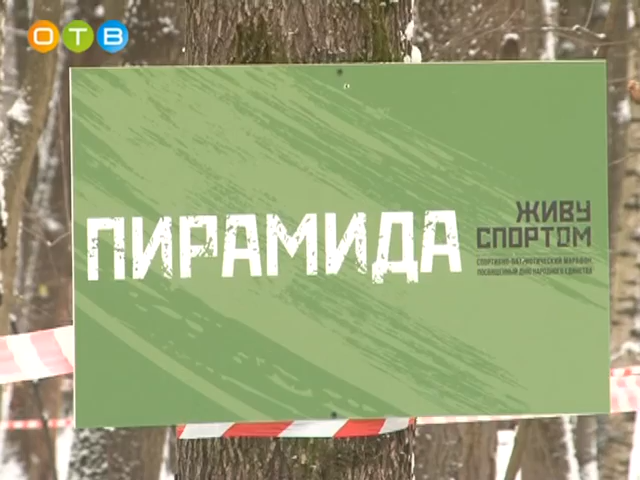 ОТВ
ПИРАМИДА
ЖИВУ
СПОРТОМ
СПОРТИВНО-ПАТРИОТИЧЕСКИЙ МАРАФОН,
ПОСВЯЩЕННЫЙ ДНЮ НАРОДНОГО ЕДИНСТВА